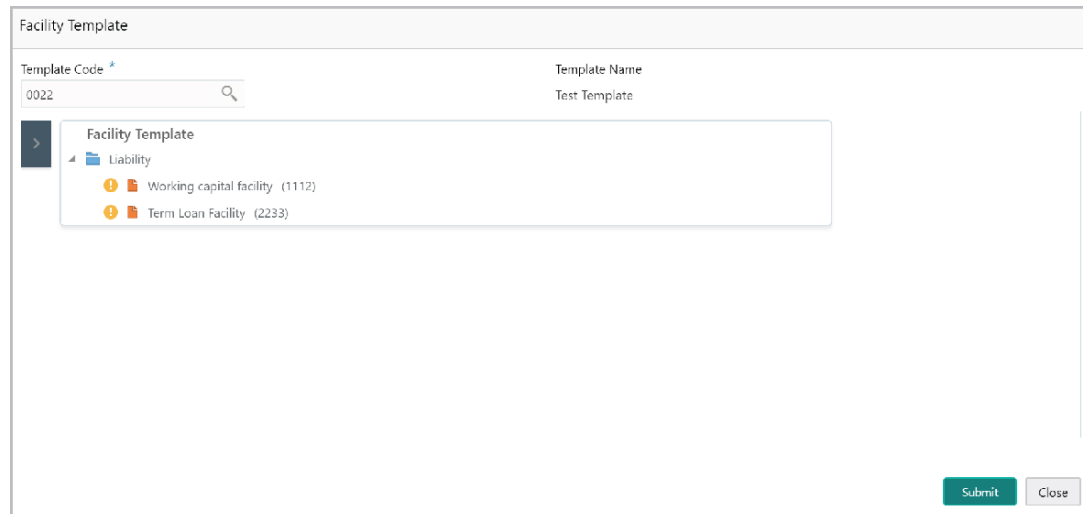 Facility Template
Template Code * Template Name
0022 Test Template
Facility Template
Liability
Working capital facility (1112)
Term Loan Facility (2233)
Submit Close